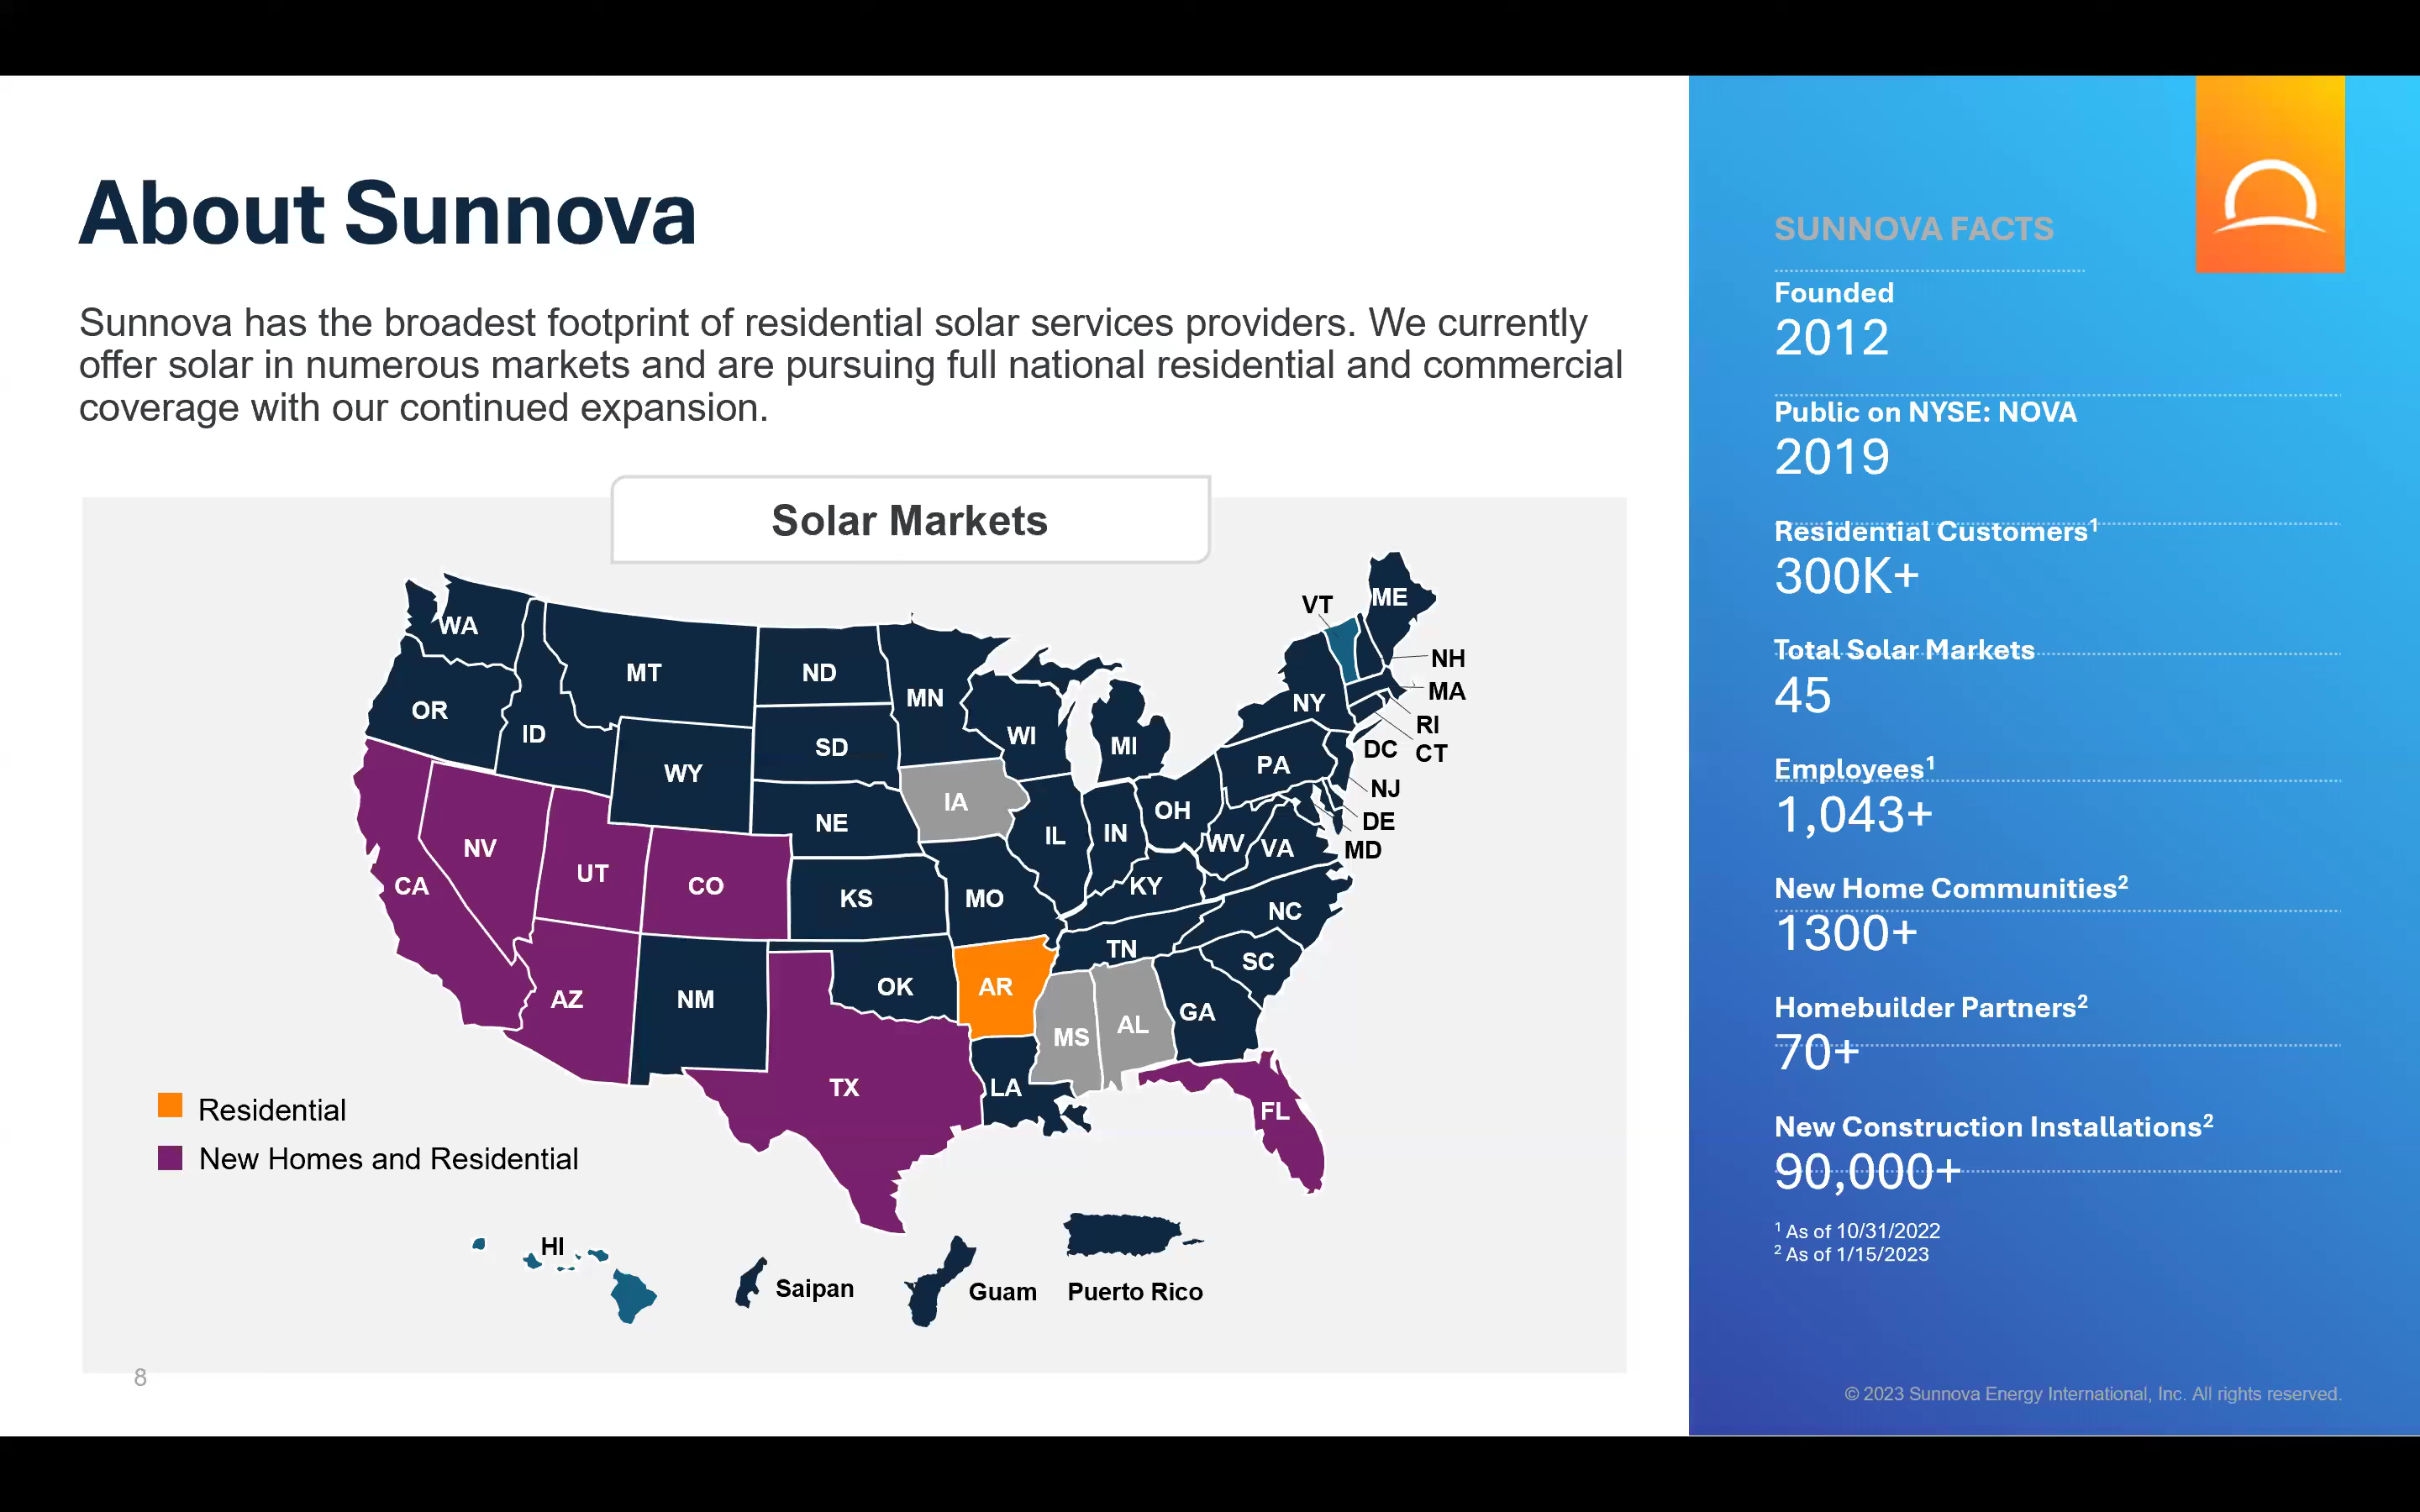 About Sunnova
Sunnova has the broadest footprint of residential solar services providers. We currently
offer solar in numerous markets and are pursuing full national residential and commercial
coverage with our continued expansion.
Solar Markets
WA
MT
ND
MN
OR
ID
WY
SD
WI
MI
NY
VT
ME
NH
MA
RI
CT
DC
NJ
DE
MD
PA
IA
NE
IL
IN
OH
WV
VA
NV
UT
CO
CA
KS
MO
KY
NC
TN
SC
AZ
NM
OK
AR
MS
AL
GA
TX
LA
FL
Residential
New Homes and Residential
HI
Saipan
Guam
Puerto Rico
8
SUNNOVA FACTS
Founded
2012
Public on NYSE: NOVA
2019
Residential Customers¹
300K+
Total Solar Markets
45
Employees¹
1,043+
New Home Communities²
1300+
Homebuilder Partners²
70+
New Construction Installations²
90,000+
¹ As of 10/31/2022
² As of 1/15/2023
© 2023 Sunnova Energy International, Inc. All rights reserved.